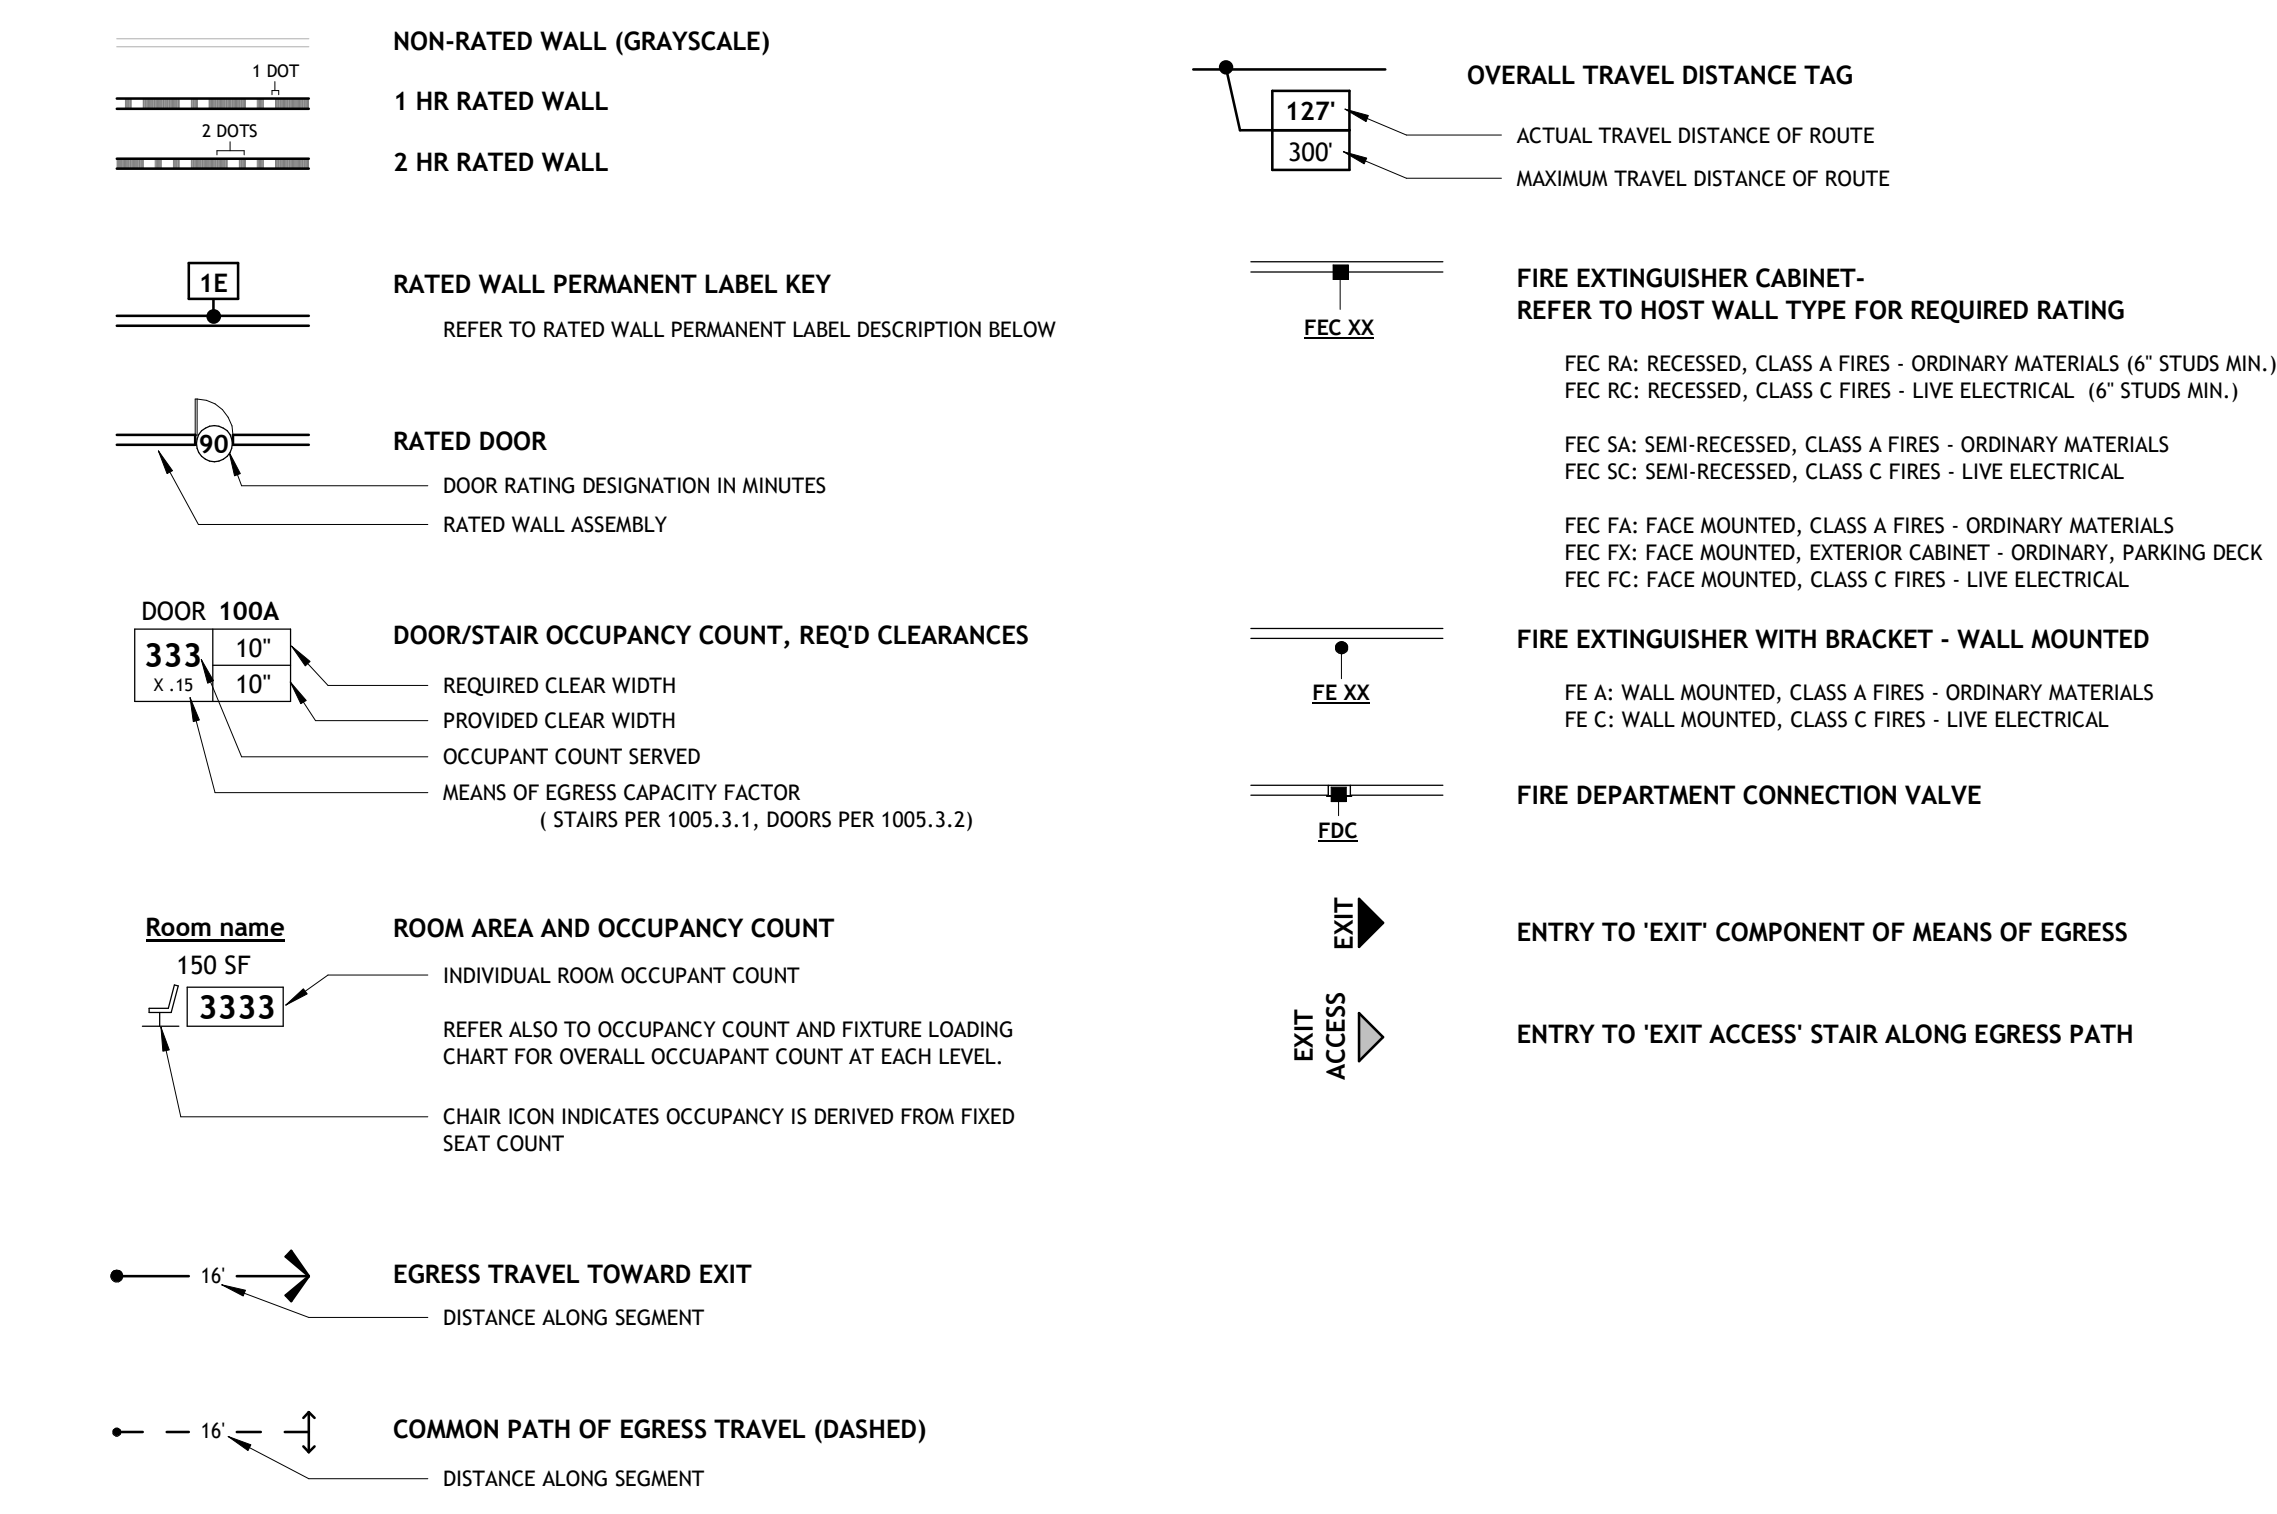 NON-RATED WALL (GRAYSCALE)
1 DOT
1 HR RATED WALL
2 DOTS
2 HR RATED WALL
1E
RATED WALL PERMANENT LABEL KEY
REFER TO RATED WALL PERMANENT LABEL DESCRIPTION BELOW
90
RATED DOOR
DOOR RATING DESIGNATION IN MINUTES
RATED WALL ASSEMBLY
DOOR 100A
333
X .15
10"
10"
DOOR/STAIR OCCUPANCY COUNT, REQ'D CLEARANCES
REQUIRED CLEAR WIDTH
PROVIDED CLEAR WIDTH
OCCUPANT COUNT SERVED
MEANS OF EGRESS CAPACITY FACTOR
( STAIRS PER 1005.3.1, DOORS PER 1005.3.2)
Room name
150 SF
3333
ROOM AREA AND OCCUPANCY COUNT
INDIVIDUAL ROOM OCCUPANT COUNT
REFER ALSO TO OCCUPANCY COUNT AND FIXTURE LOADING
CHART FOR OVERALL OCCUAPANT COUNT AT EACH LEVEL.
CHAIR ICON INDICATES OCCUPANCY IS DERIVED FROM FIXED
SEAT COUNT
16'
EGRESS TRAVEL TOWARD EXIT
DISTANCE ALONG SEGMENT
16'
COMMON PATH OF EGRESS TRAVEL (DASHED)
DISTANCE ALONG SEGMENT
OVERALL TRAVEL DISTANCE TAG
127'
300'
ACTUAL TRAVEL DISTANCE OF ROUTE
MAXIMUM TRAVEL DISTANCE OF ROUTE
FEC XX
FIRE EXTINGUISHER CABINET-
REFER TO HOST WALL TYPE FOR REQUIRED RATING
FEC RA: RECESSED, CLASS A FIRES - ORDINARY MATERIALS (6" STUDS MIN.)
FEC RC: RECESSED, CLASS C FIRES - LIVE ELECTRICAL (6" STUDS MIN.)
FEC SA: SEMI-RECESSED, CLASS A FIRES - ORDINARY MATERIALS
FEC SC: SEMI-RECESSED, CLASS C FIRES - LIVE ELECTRICAL
FEC FA: FACE MOUNTED, CLASS A FIRES - ORDINARY MATERIALS
FEC FX: FACE MOUNTED, EXTERIOR CABINET - ORDINARY, PARKING DECK
FEC FC: FACE MOUNTED, CLASS C FIRES - LIVE ELECTRICAL
FE XX
FIRE EXTINGUISHER WITH BRACKET - WALL MOUNTED
FE A: WALL MOUNTED, CLASS A FIRES - ORDINARY MATERIALS
FE C: WALL MOUNTED, CLASS C FIRES - LIVE ELECTRICAL
FDC
FIRE DEPARTMENT CONNECTION VALVE
EXIT
ENTRY TO 'EXIT' COMPONENT OF MEANS OF EGRESS
EXIT
ACCESS
ENTRY TO 'EXIT ACCESS' STAIR ALONG EGRESS PATH